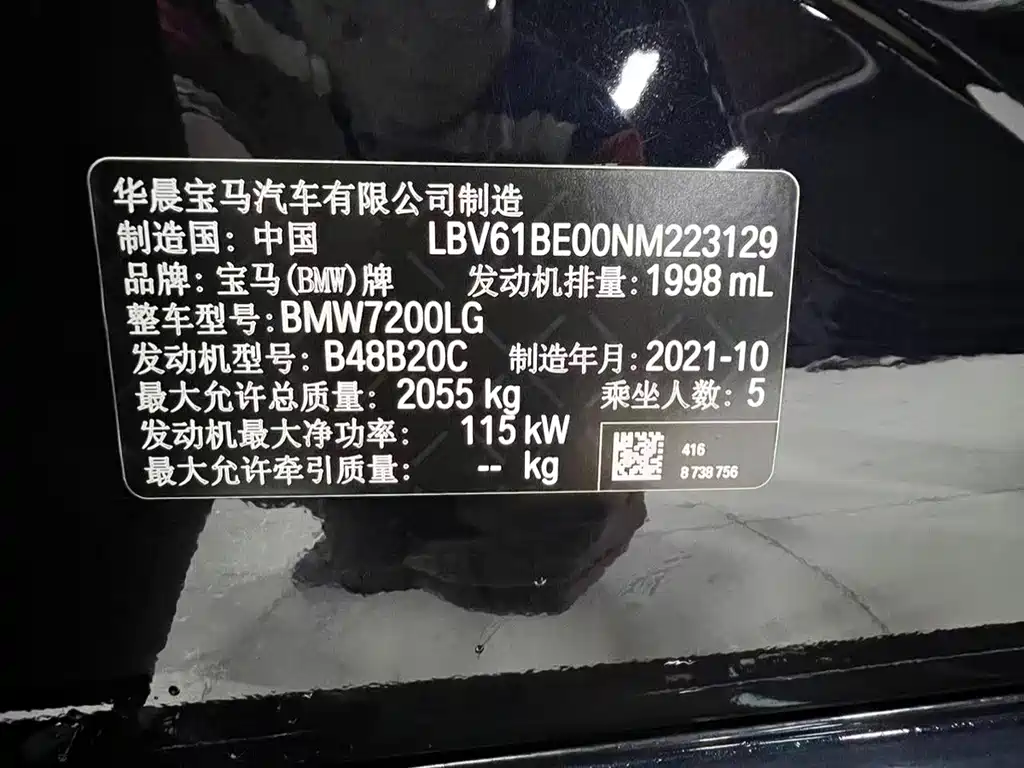 华晨宝马汽车有限公司制造
制造国：中国 LBV61BE00NM223129
品牌：宝马(BMW)牌 发动机排量：1998 mL
整车型号：BMW7200LG
发动机型号：B48B20C 制造年月：2021-10
最大允许总质量：2055 kg 乘坐人数：5
发动机最大净功率：115 kW
416
最大允许牵引质量：-- kg
8 738 756